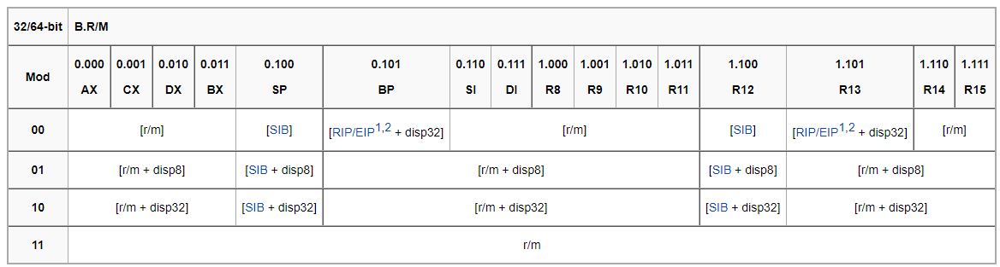 32/64-bit B.R/M
Mod 0.000 0.001 0.010 0.011 0.100 0.101 0.110 0.111 1.000 1.001 1.010 1.011 1.100 1.101 1.110 1.111
AX CX DX BX SP BP SI DI R8 R9 R10 R11 R12 R13 R14 R15
00 [r/m] [SIB] [RIP/EIP1,2 + disp32] [r/m] [SIB] [RIP/EIP1,2 + disp32] [r/m]
01 [r/m + disp8] [SIB + disp8] [r/m + disp8] [SIB + disp8] [r/m + disp8]
10 [r/m + disp32] [SIB + disp32] [r/m + disp32] [SIB + disp32] [r/m + disp32]
11 r/m